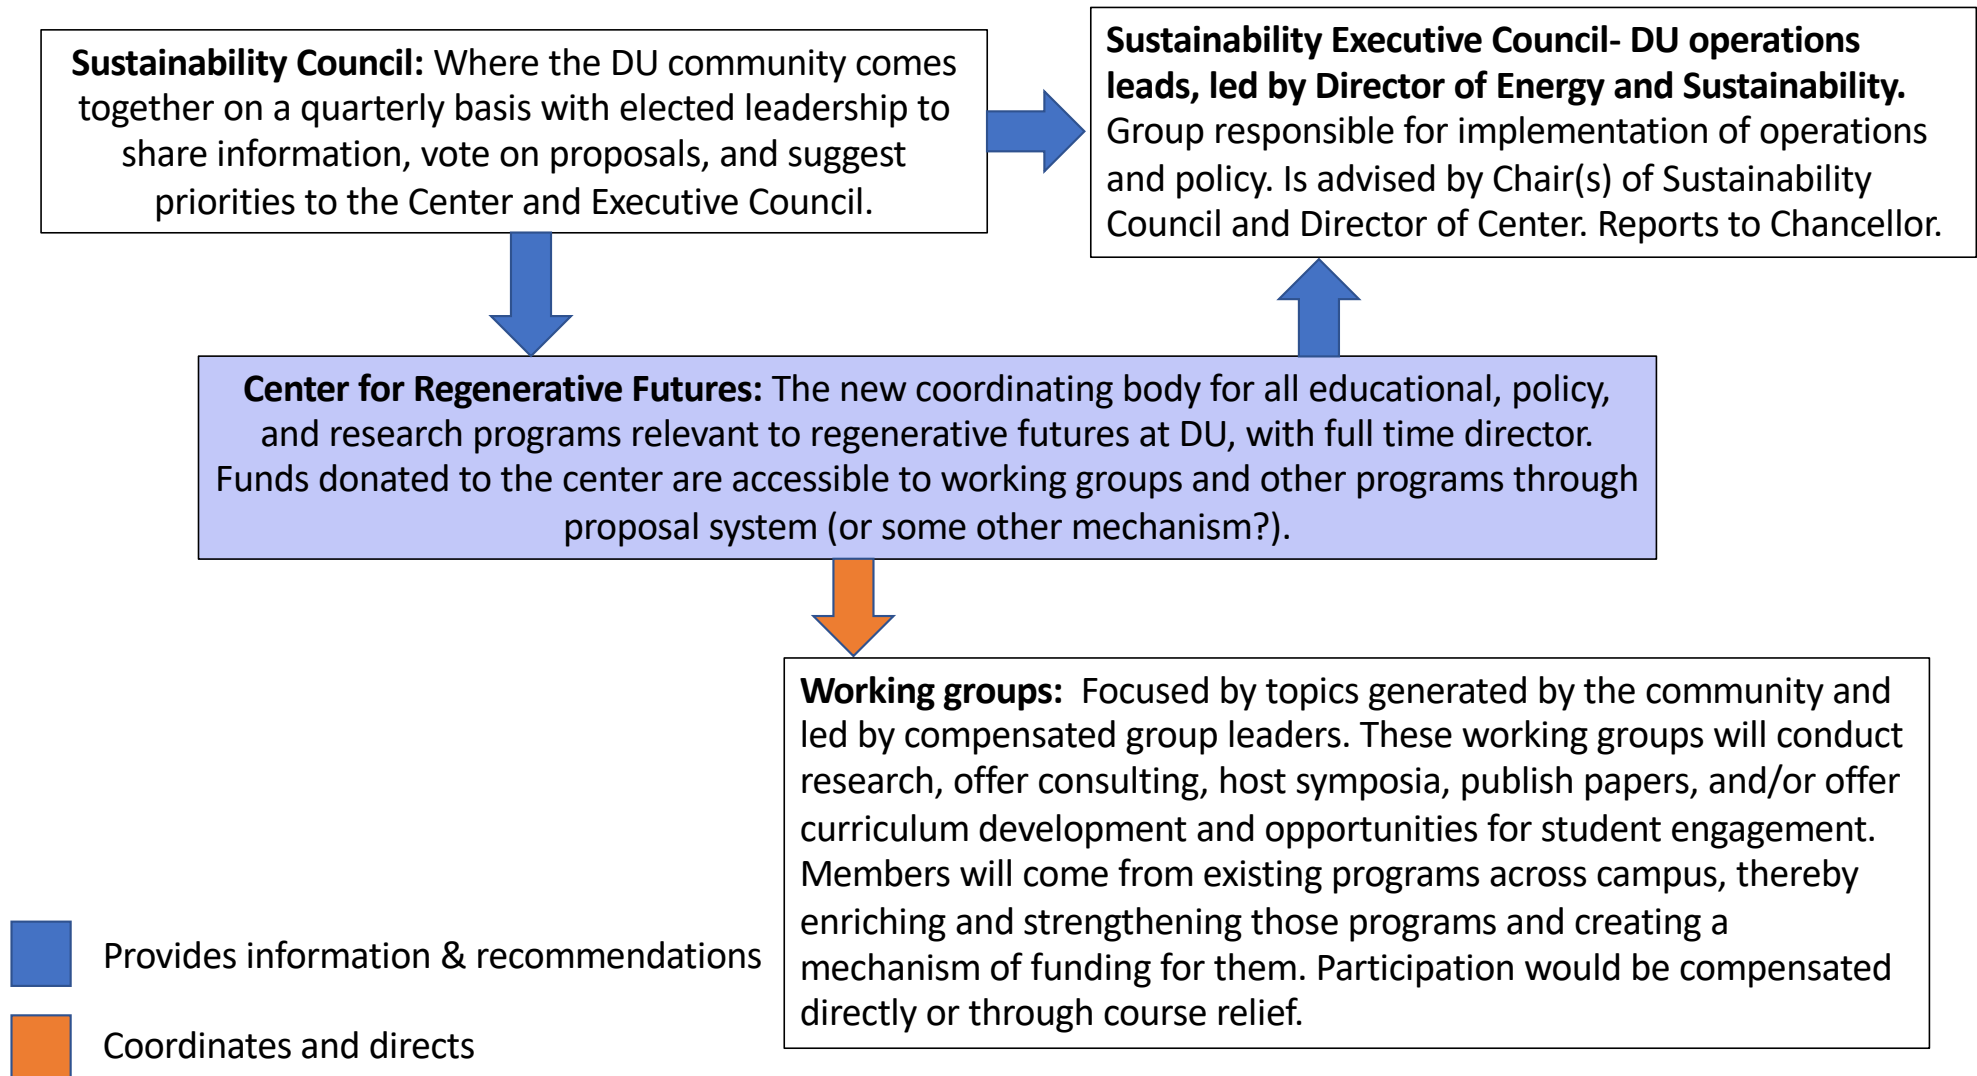 Sustainability Council: Where the DU community comes
together on a quarterly basis with elected leadership to
share information, vote on proposals, and suggest
priorities to the Center and Executive Council.
Sustainability Executive Council- DU operations
leads, led by Director of Energy and Sustainability.
Group responsible for implementation of operations
and policy. Is advised by Chair(s) of Sustainability
Council and Director of Center. Reports to Chancellor.
Center for Regenerative Futures: The new coordinating body for all educational, policy,
and research programs relevant to regenerative futures at DU, with full time director.
Funds donated to the center are accessible to working groups and other programs through
proposal system (or some other mechanism?).
Working groups: Focused by topics generated by the community and
led by compensated group leaders. These working groups will conduct
research, offer consulting, host symposia, publish papers, and/or offer
curriculum development and opportunities for student engagement.
Members will come from existing programs across campus, thereby
enriching and strengthening those programs and creating a
mechanism of funding for them. Participation would be compensated
directly or through course relief.
Provides information & recommendations
Coordinates and directs